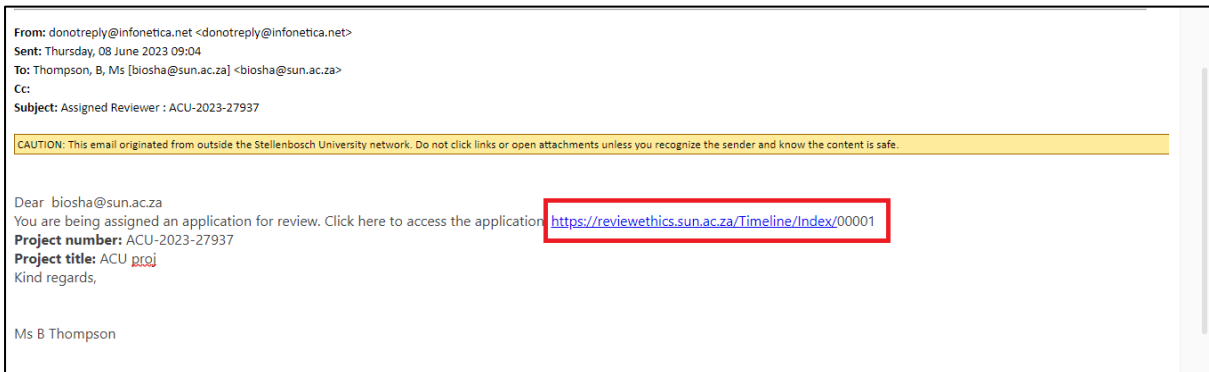 From: donotreply@infonetica.net <donotreply@infonetica.net>
Sent: Thursday, 08 June 2023 09:04
To: Thompson, B, Ms [biosha@sun.ac.za] <biosha@sun.ac.za>
Cc:
Subject: Assigned Reviewer : ACU-2023-27937
CAUTION: This email originated from outside the Stellenbosch University network. Do not click links or open attachments unless you recognize the sender and know the content is safe.
Dear biosha@sun.ac.za
You are being assigned an application for review. Click here to access the application https://reviewethics.sun.ac.za/Timeline/Index/00001
Project number: ACU-2023-27937
Project title: ACU proj
Kind regards,
Ms B Thompson